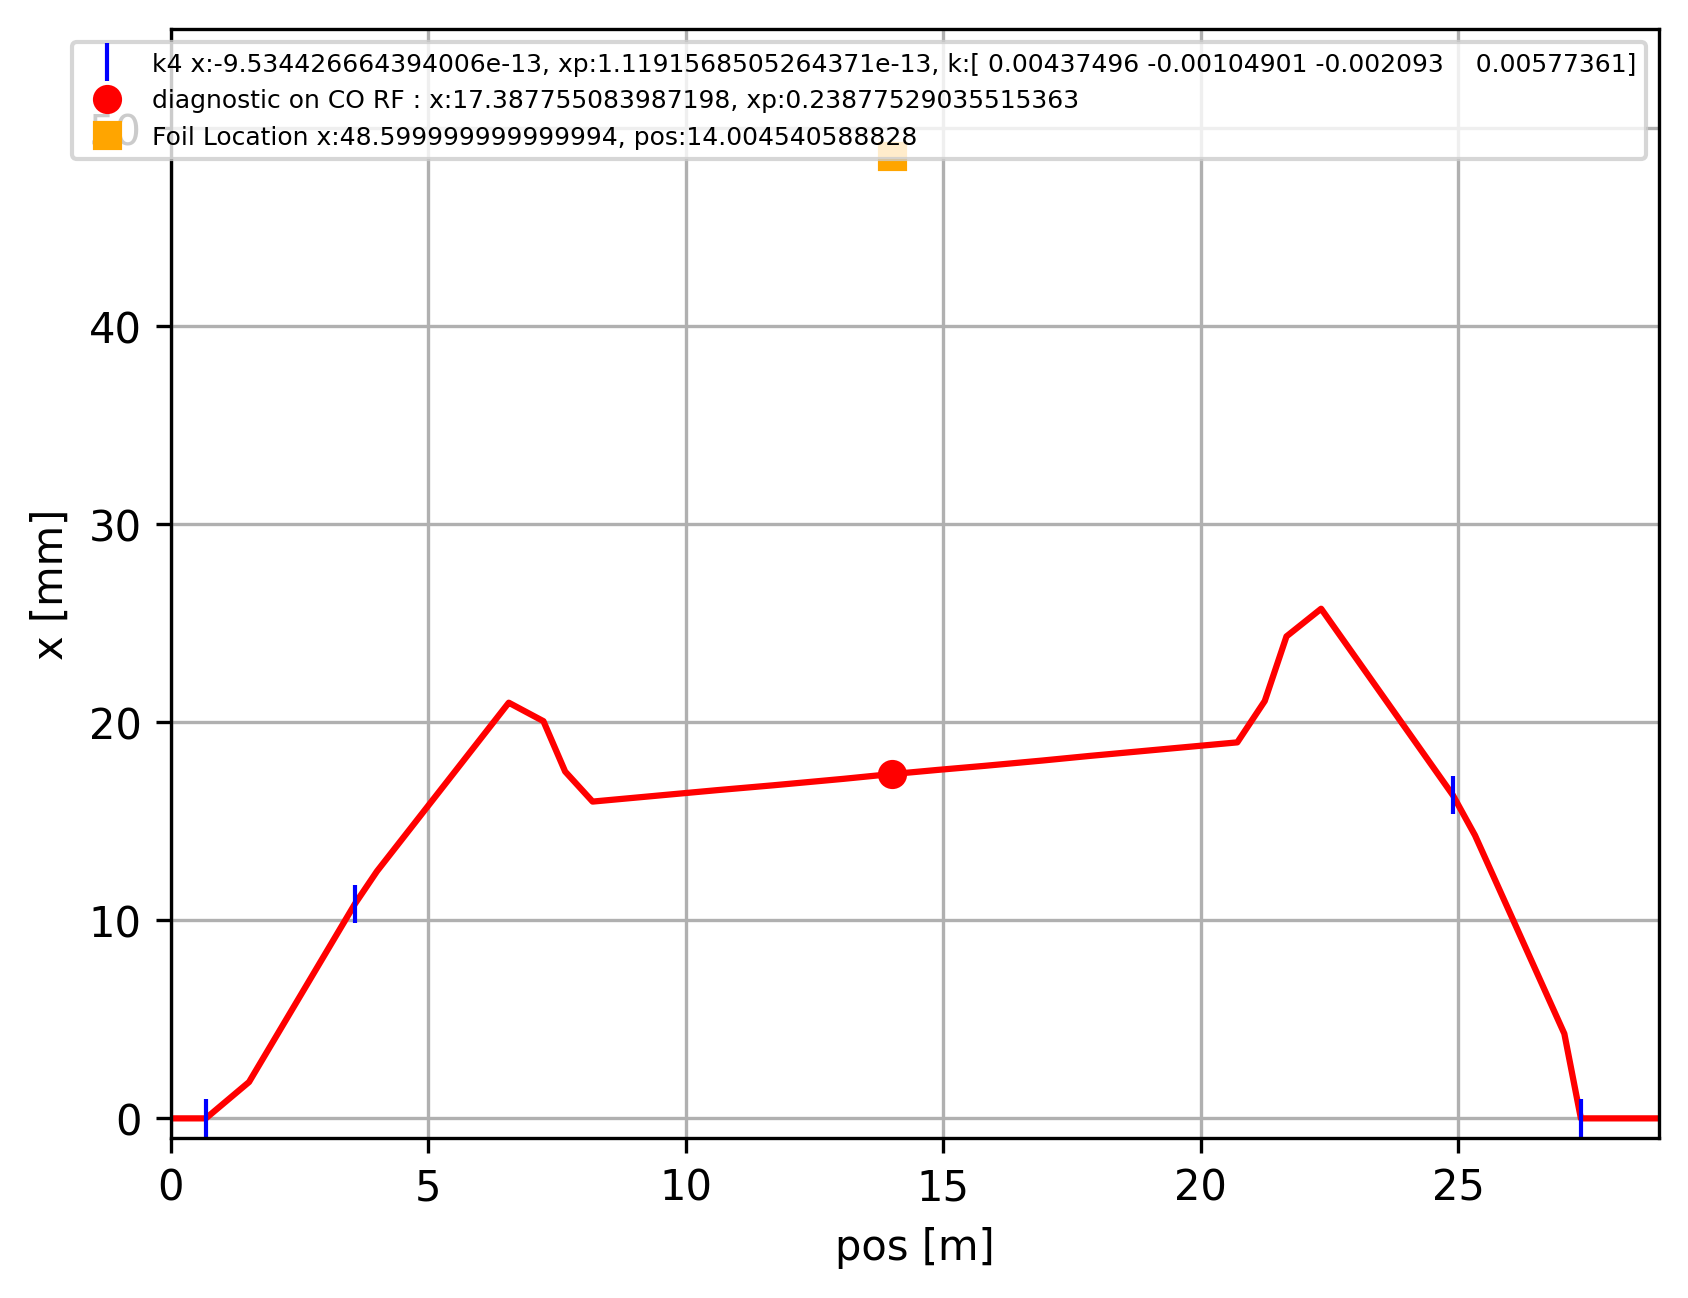 k4 x:-9.534426664394006e-13, xp:1.1191568505264371e-13, k:[ 0.00437496 -0.00104901 -0.002093    0.00577361]
diagnostic on CO RF : x:17.387755083987198, xp:0.23877529035515363
Foil Location x:48.599999999999994, pos:14.004540588828
50
40
30
20
10
0
x [mm]
0 5 10 15 20 25
pos [m]